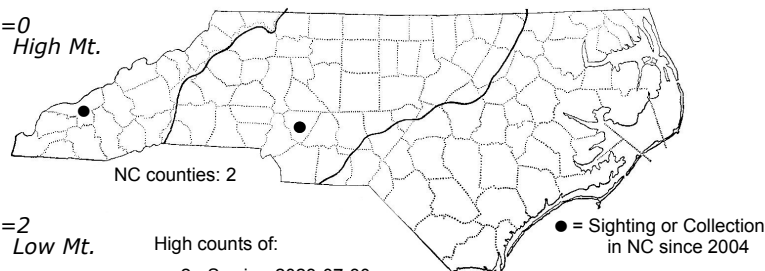 =0
High Mt.
NC counties: 2
=2
Low Mt.
High counts of:
● = Sighting or Collection
in NC since 2004